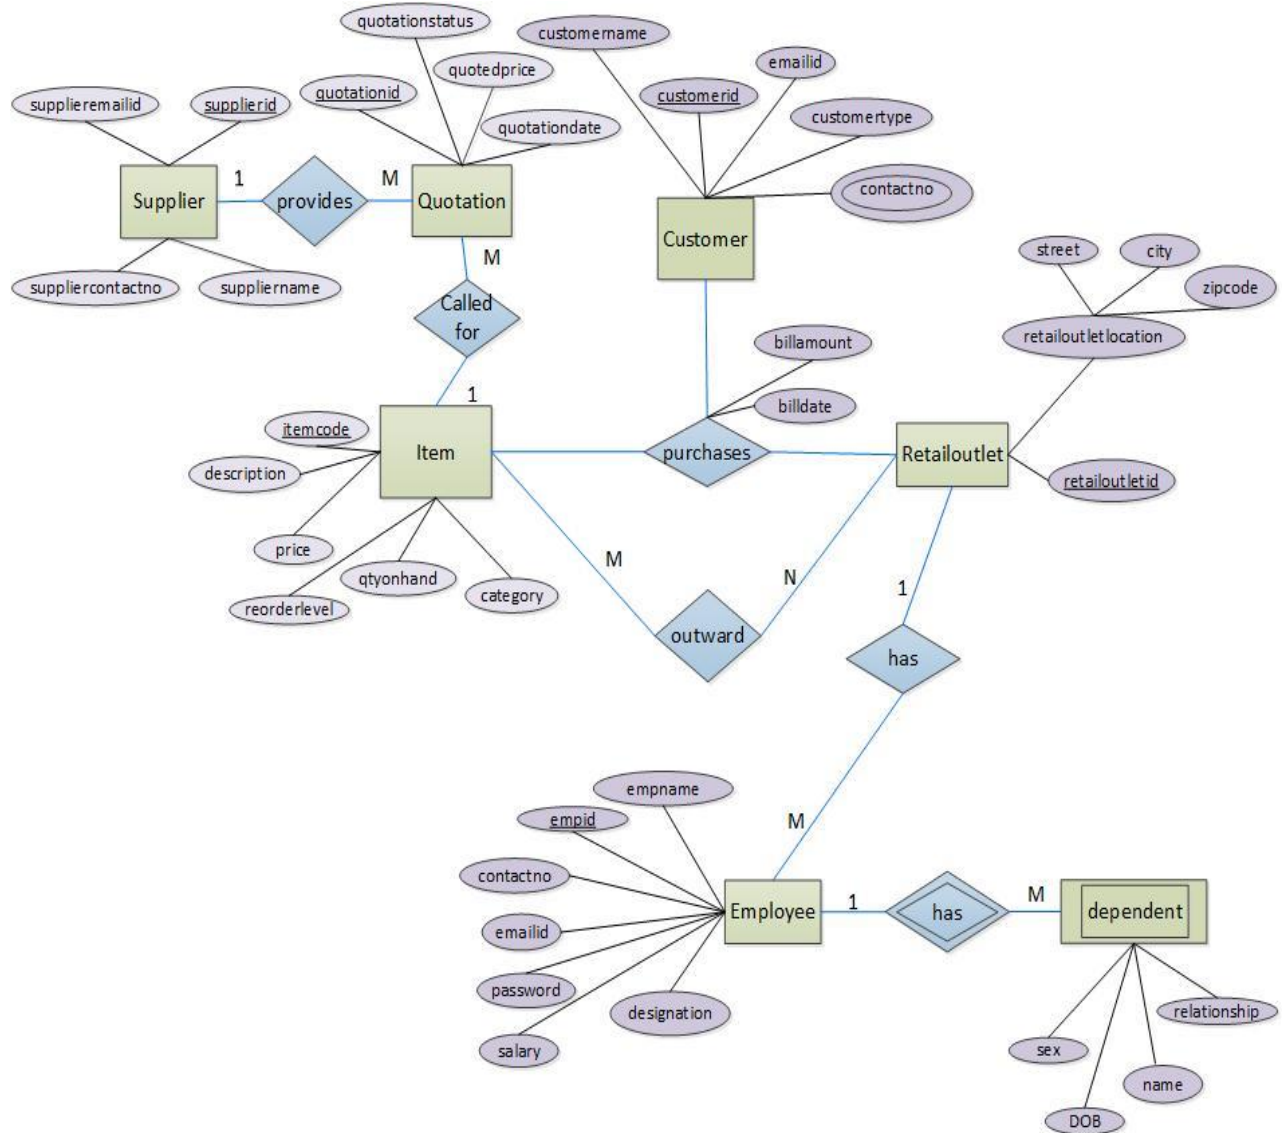 quotationstatus
customername
emailid
quotedprice
quotationid
customerid
supplieremailid
supplierid
customertype
quotationdate
contactno
1
M
Supplier
provides
Quotation
Customer
street
city
M
suppliercontactno
suppliername
zipcode
Called
for
retailoutletlocation
billamount
1
billdate
itemcode
Item
purchases
Retailoutlet
description
retailoutletid
price
M
N
qtyonhand
1
category
reorderlevel
outward
has
empname
empid
M
contactno
Employee
1
has
M
dependent
emailid
password
designation
relationship
salary
sex
name
DOB